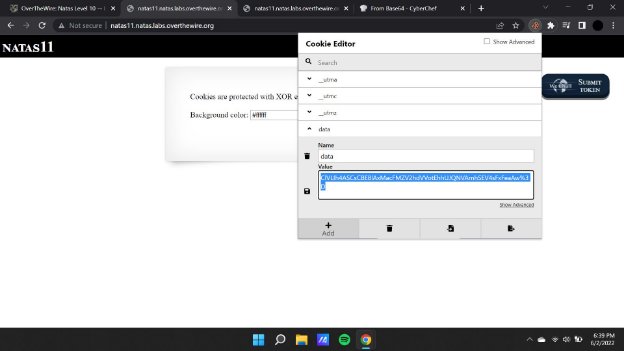 OverTheWire: Natas Level 10 →
natas11.natas.labs.overthewire.org
natas11.natas.labs.overthewire.o
From Base64 - CyberChef
Not secure
natas11.natas.labs.overthewire.org
NATAS11
Cookie Editor
Show Advanced
Search
__utma
Cookies are protected with XOR e
__utmc
SUBMIT
TOKEN
Background color: #ffffff
__utmz
data
Name
data
Value
Show Advanced
Add
6:39 PM
6/2/2022